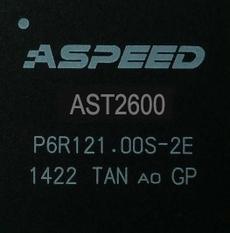 ASPEED
AST2600
P6R121.00S-2E
1422 TAN A0 GP